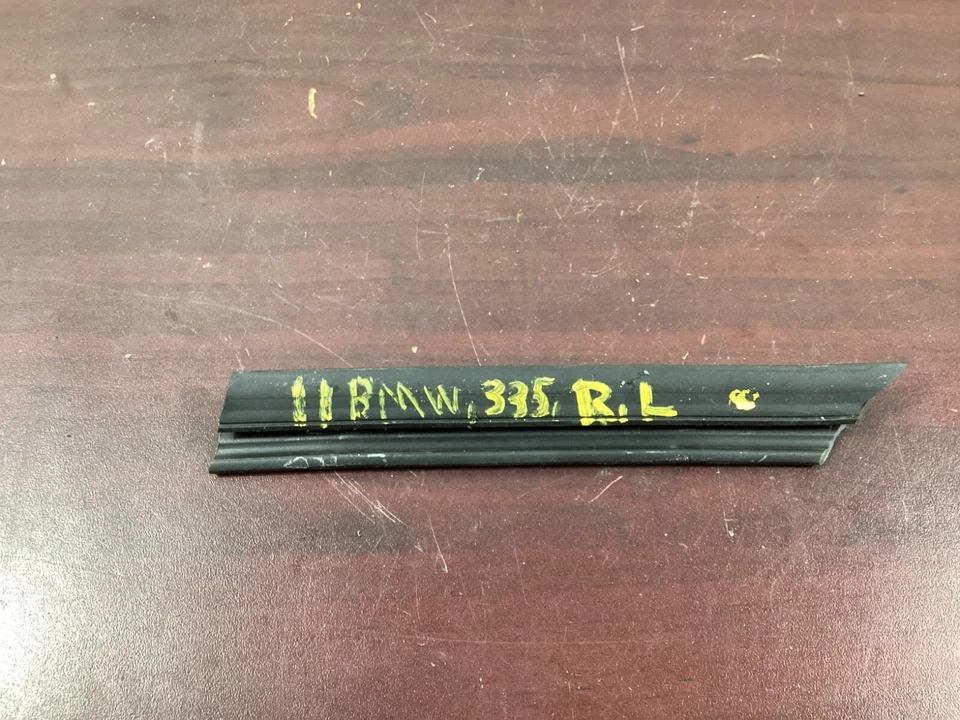 11 BMW, 335, R.L